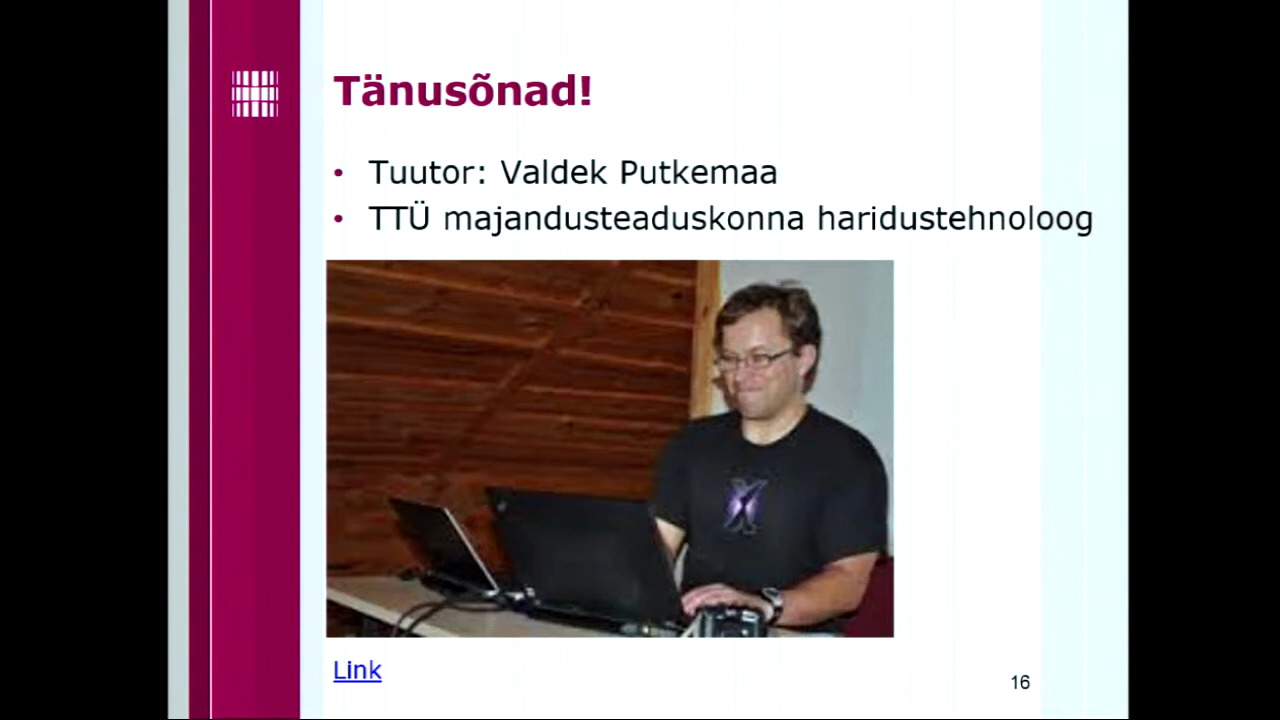 Tänusõnad!
• Tuutor: Valdek Putkemaa
• TTÜ majandusteaduskonna haridustehnoloog
X
Link
16